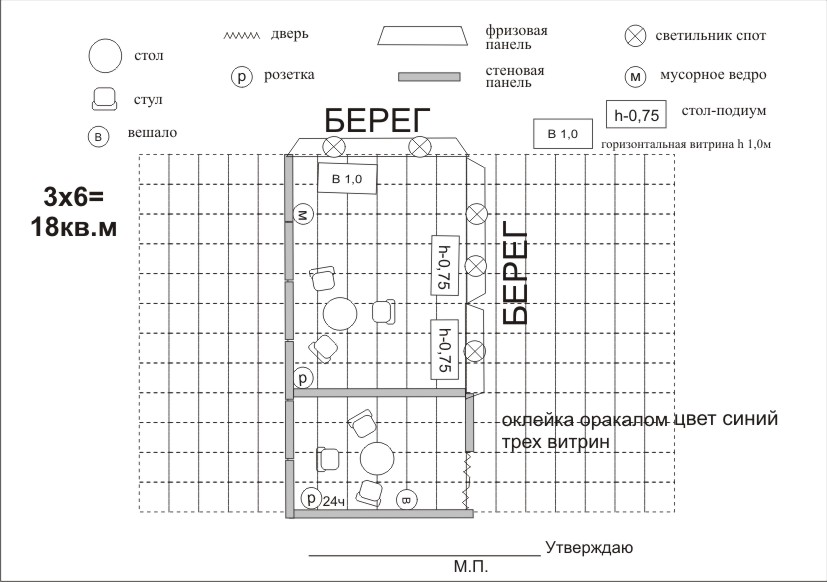 дверь
фризовая
панель
светильник спот
стол
розетка
р
стеновая
панель
м
мусорное ведро
стул
h-0,75
стол-подиум
в
вешало
БЕРЕГ
В 1,0
горизонтальная витрина h 1,0м
3х6=
18кв.м
В 1,0
м
h-0,75
БЕРЕГ
h-0,75
р
оклейка оракалом цвет синий
трех витрин
р
24ч
в
Утверждаю
М.П.